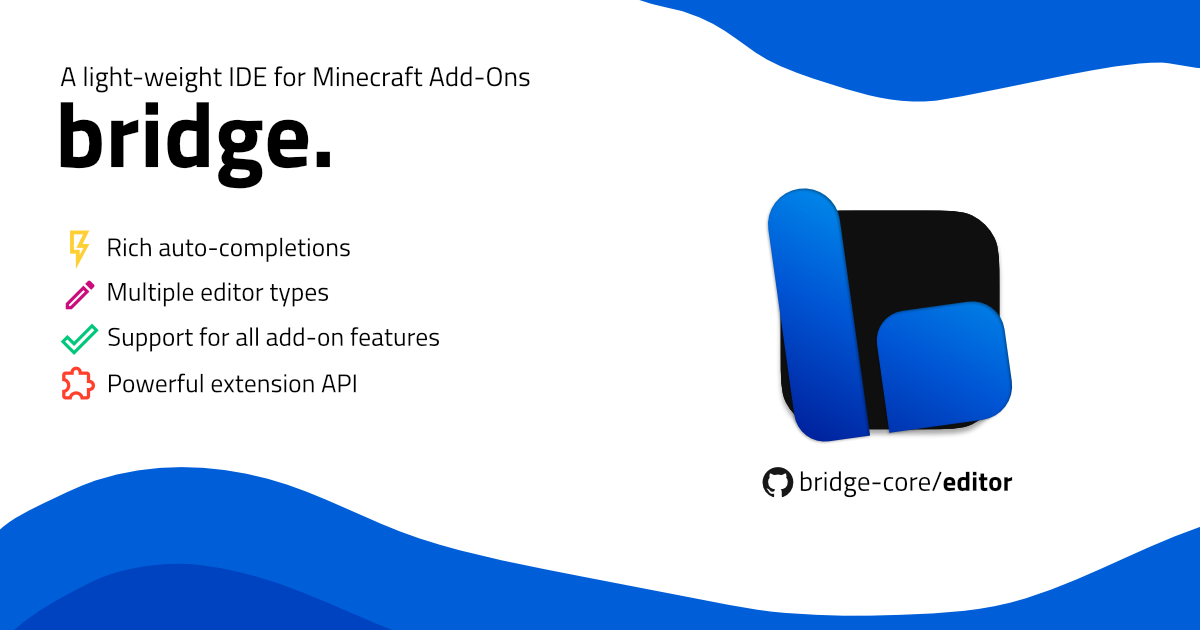 A light-weight IDE for Minecraft Add-Ons
bridge.
Rich auto-completions
Multiple editor types
Support for all add-on features
Powerful extension API
bridge-core/editor